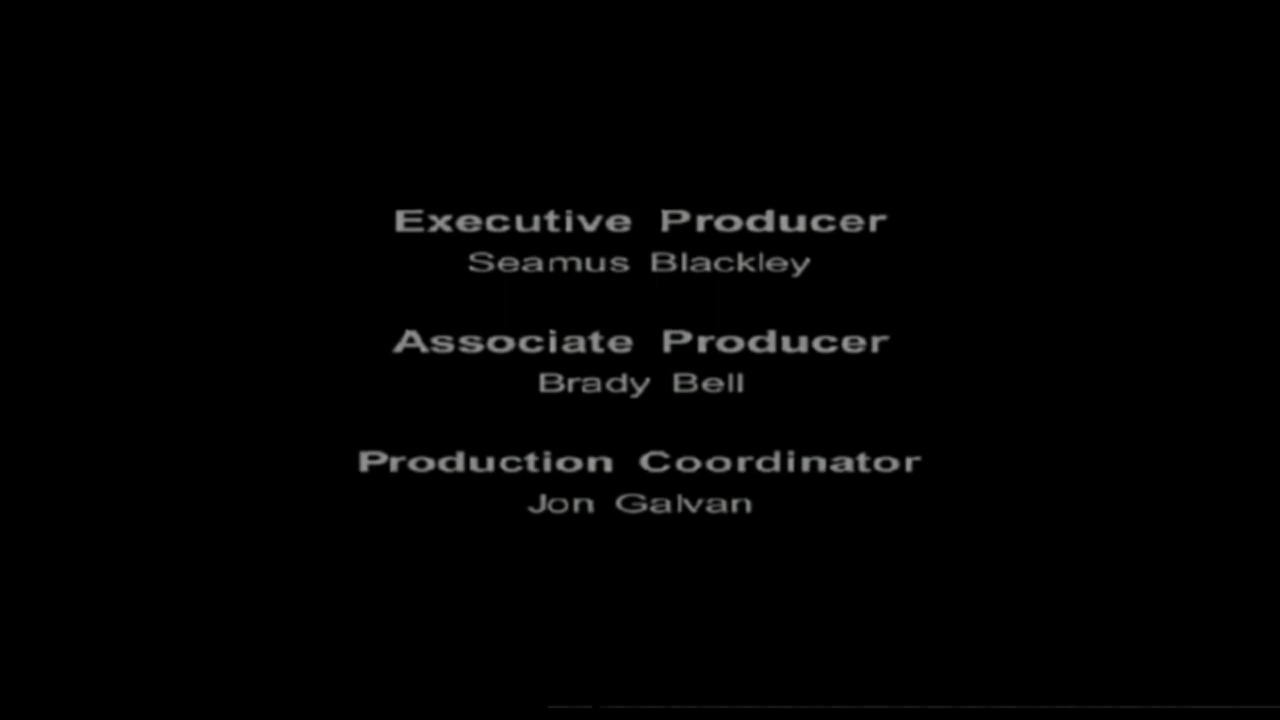 Executive Producer
Seamus Blackley
Associate Producer
Brady Bell
Production Coordinator
Jon Galvan